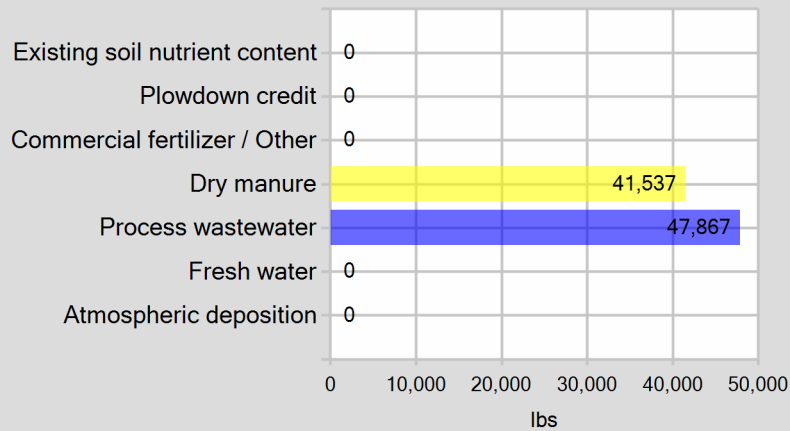 Existing soil nutrient content 0
Plowdown credit 0
Commercial fertilizer / Other 0
Dry manure 41,537
Process wastewater 47,867
Fresh water 0
Atmospheric deposition 0
0 10,000 20,000 30,000 40,000 50,000
lbs